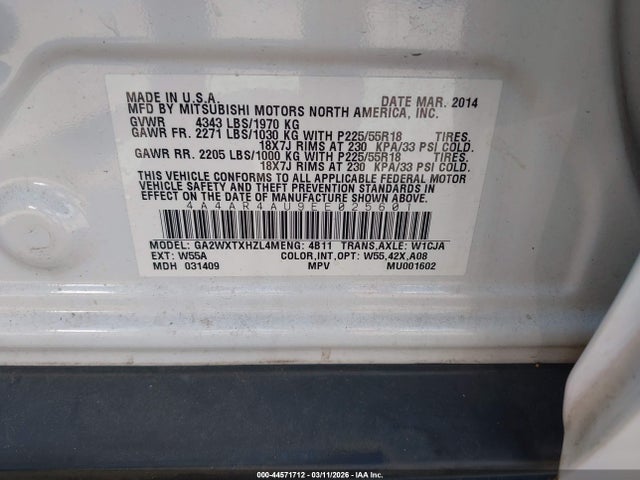 MADE IN U.S.A. DATE MAR. 2014
MFD BY MITSUBISHI MOTORS NORTH AMERICA, INC.
GVWR 4343 LBS/1970 KG
GAWR FR. 2271 LBS/1030 KG WITH P225/55R18 TIRES.
18X7J RIMS AT 230 KPA/33 PSI COLD.
GAWR RR. 2205 LBS/1000 KG WITH P225/55R18 TIRES.
18X7J RIMS AT 230 KPA/33 PSI COLD.
THIS VEHICLE CONFORMS TO ALL APPLICABLE FEDERAL MOTOR
VEHICLE SAFETY AND THEFT PREVENTION STANDARDS IN
EFFECT ON THE DATE OF MANUFACTURE SHOWN ABOVE.
4A4AR4AU9EE025601
MODEL: GA2WXTXHZL4M ENG: 4B11 TRANS,AXLE: W1CJA
EXT: W55A COLOR,INT,OPT: W55,42X,A08
MDH 031409 MPV MU001602
000-44571712 - 03/11/2026 - IAA Inc.